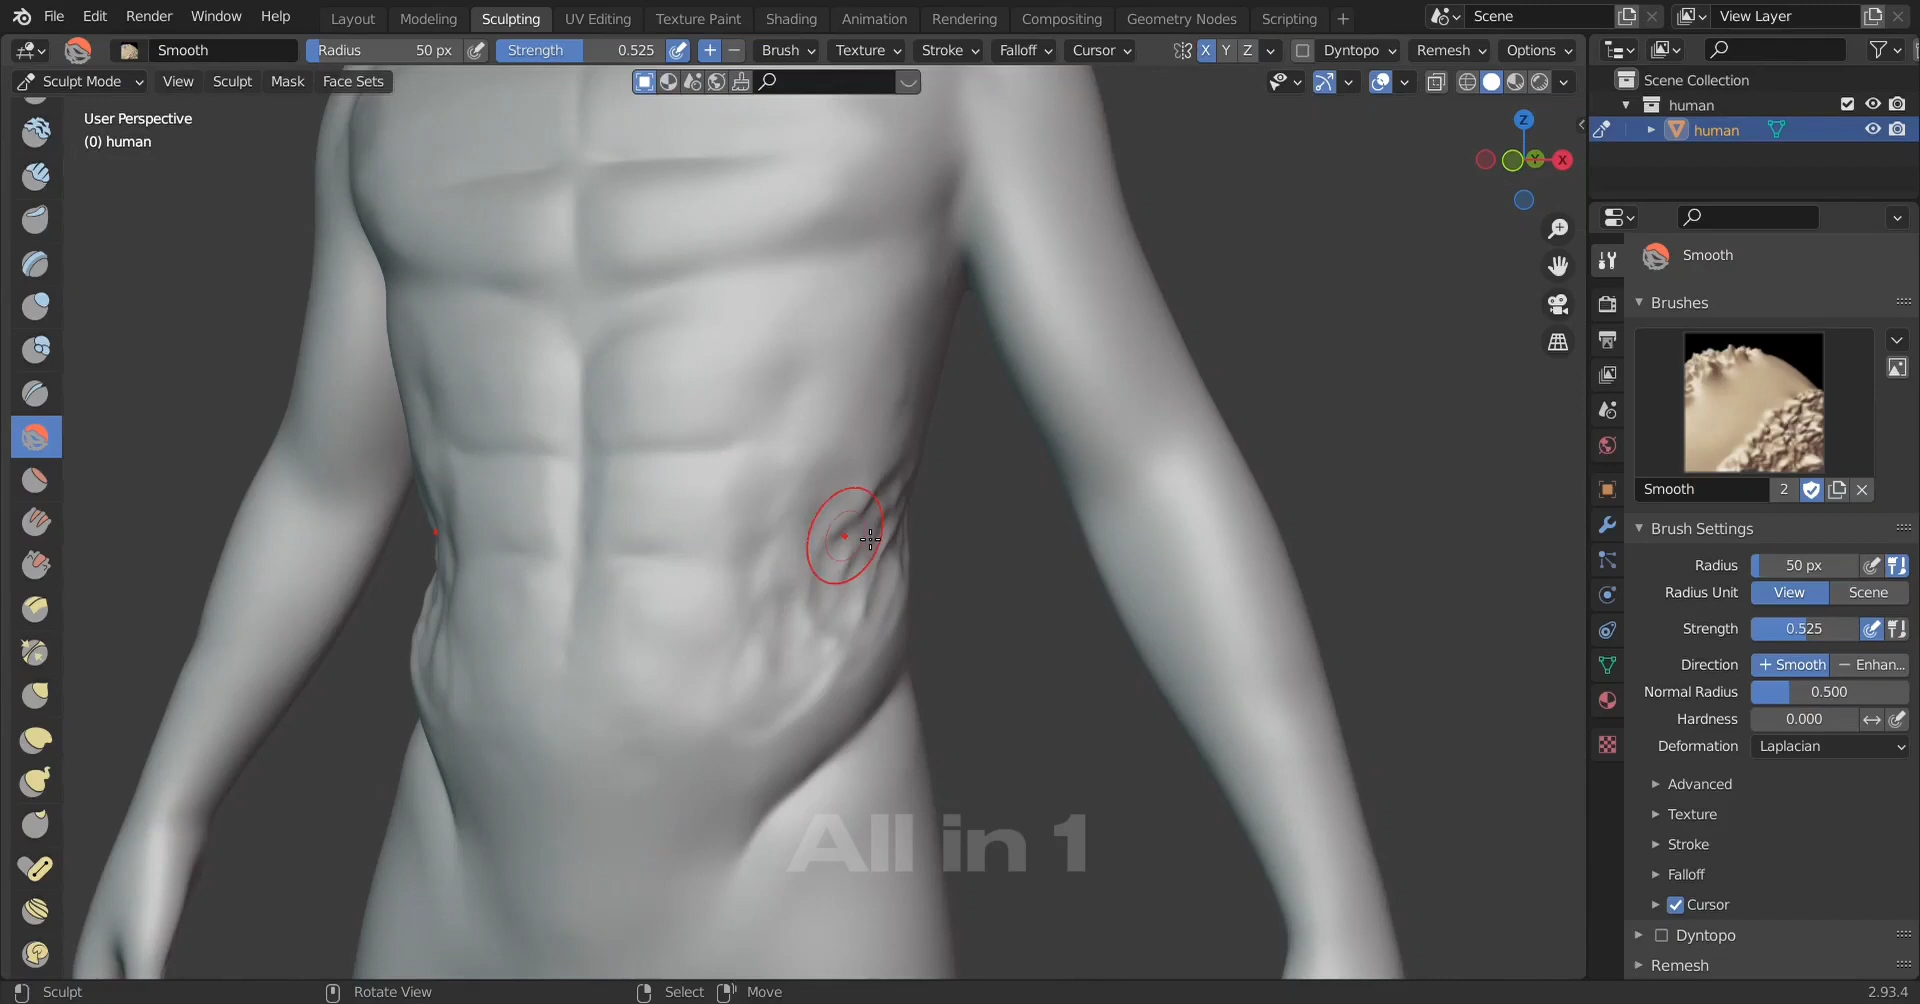 File Edit Render Window Help Layout Modeling Sculpting UV Editing Texture Paint Shading Animation Rendering Compositing Geometry Nodes Scripting + Scene View Layer
Smooth Radius 50 px Strength 0.525 + − Brush Texture Stroke Falloff Cursor X Y Z Dyntopo Remesh Options
Sculpt Mode View Sculpt Mask Face Sets
User Perspective
(0) human
Z
Y X
All in 1
Scene Collection
human
human
Smooth
Brushes
Smooth 2
Brush Settings
Radius 50 px
Radius Unit View Scene
Strength 0.525
Direction + Smooth − Enhan...
Normal Radius 0.500
Hardness 0.000
Deformation Laplacian
Advanced
Texture
Stroke
Falloff
Cursor
Dyntopo
Remesh
Sculpt Rotate View Select Move 2.93.4